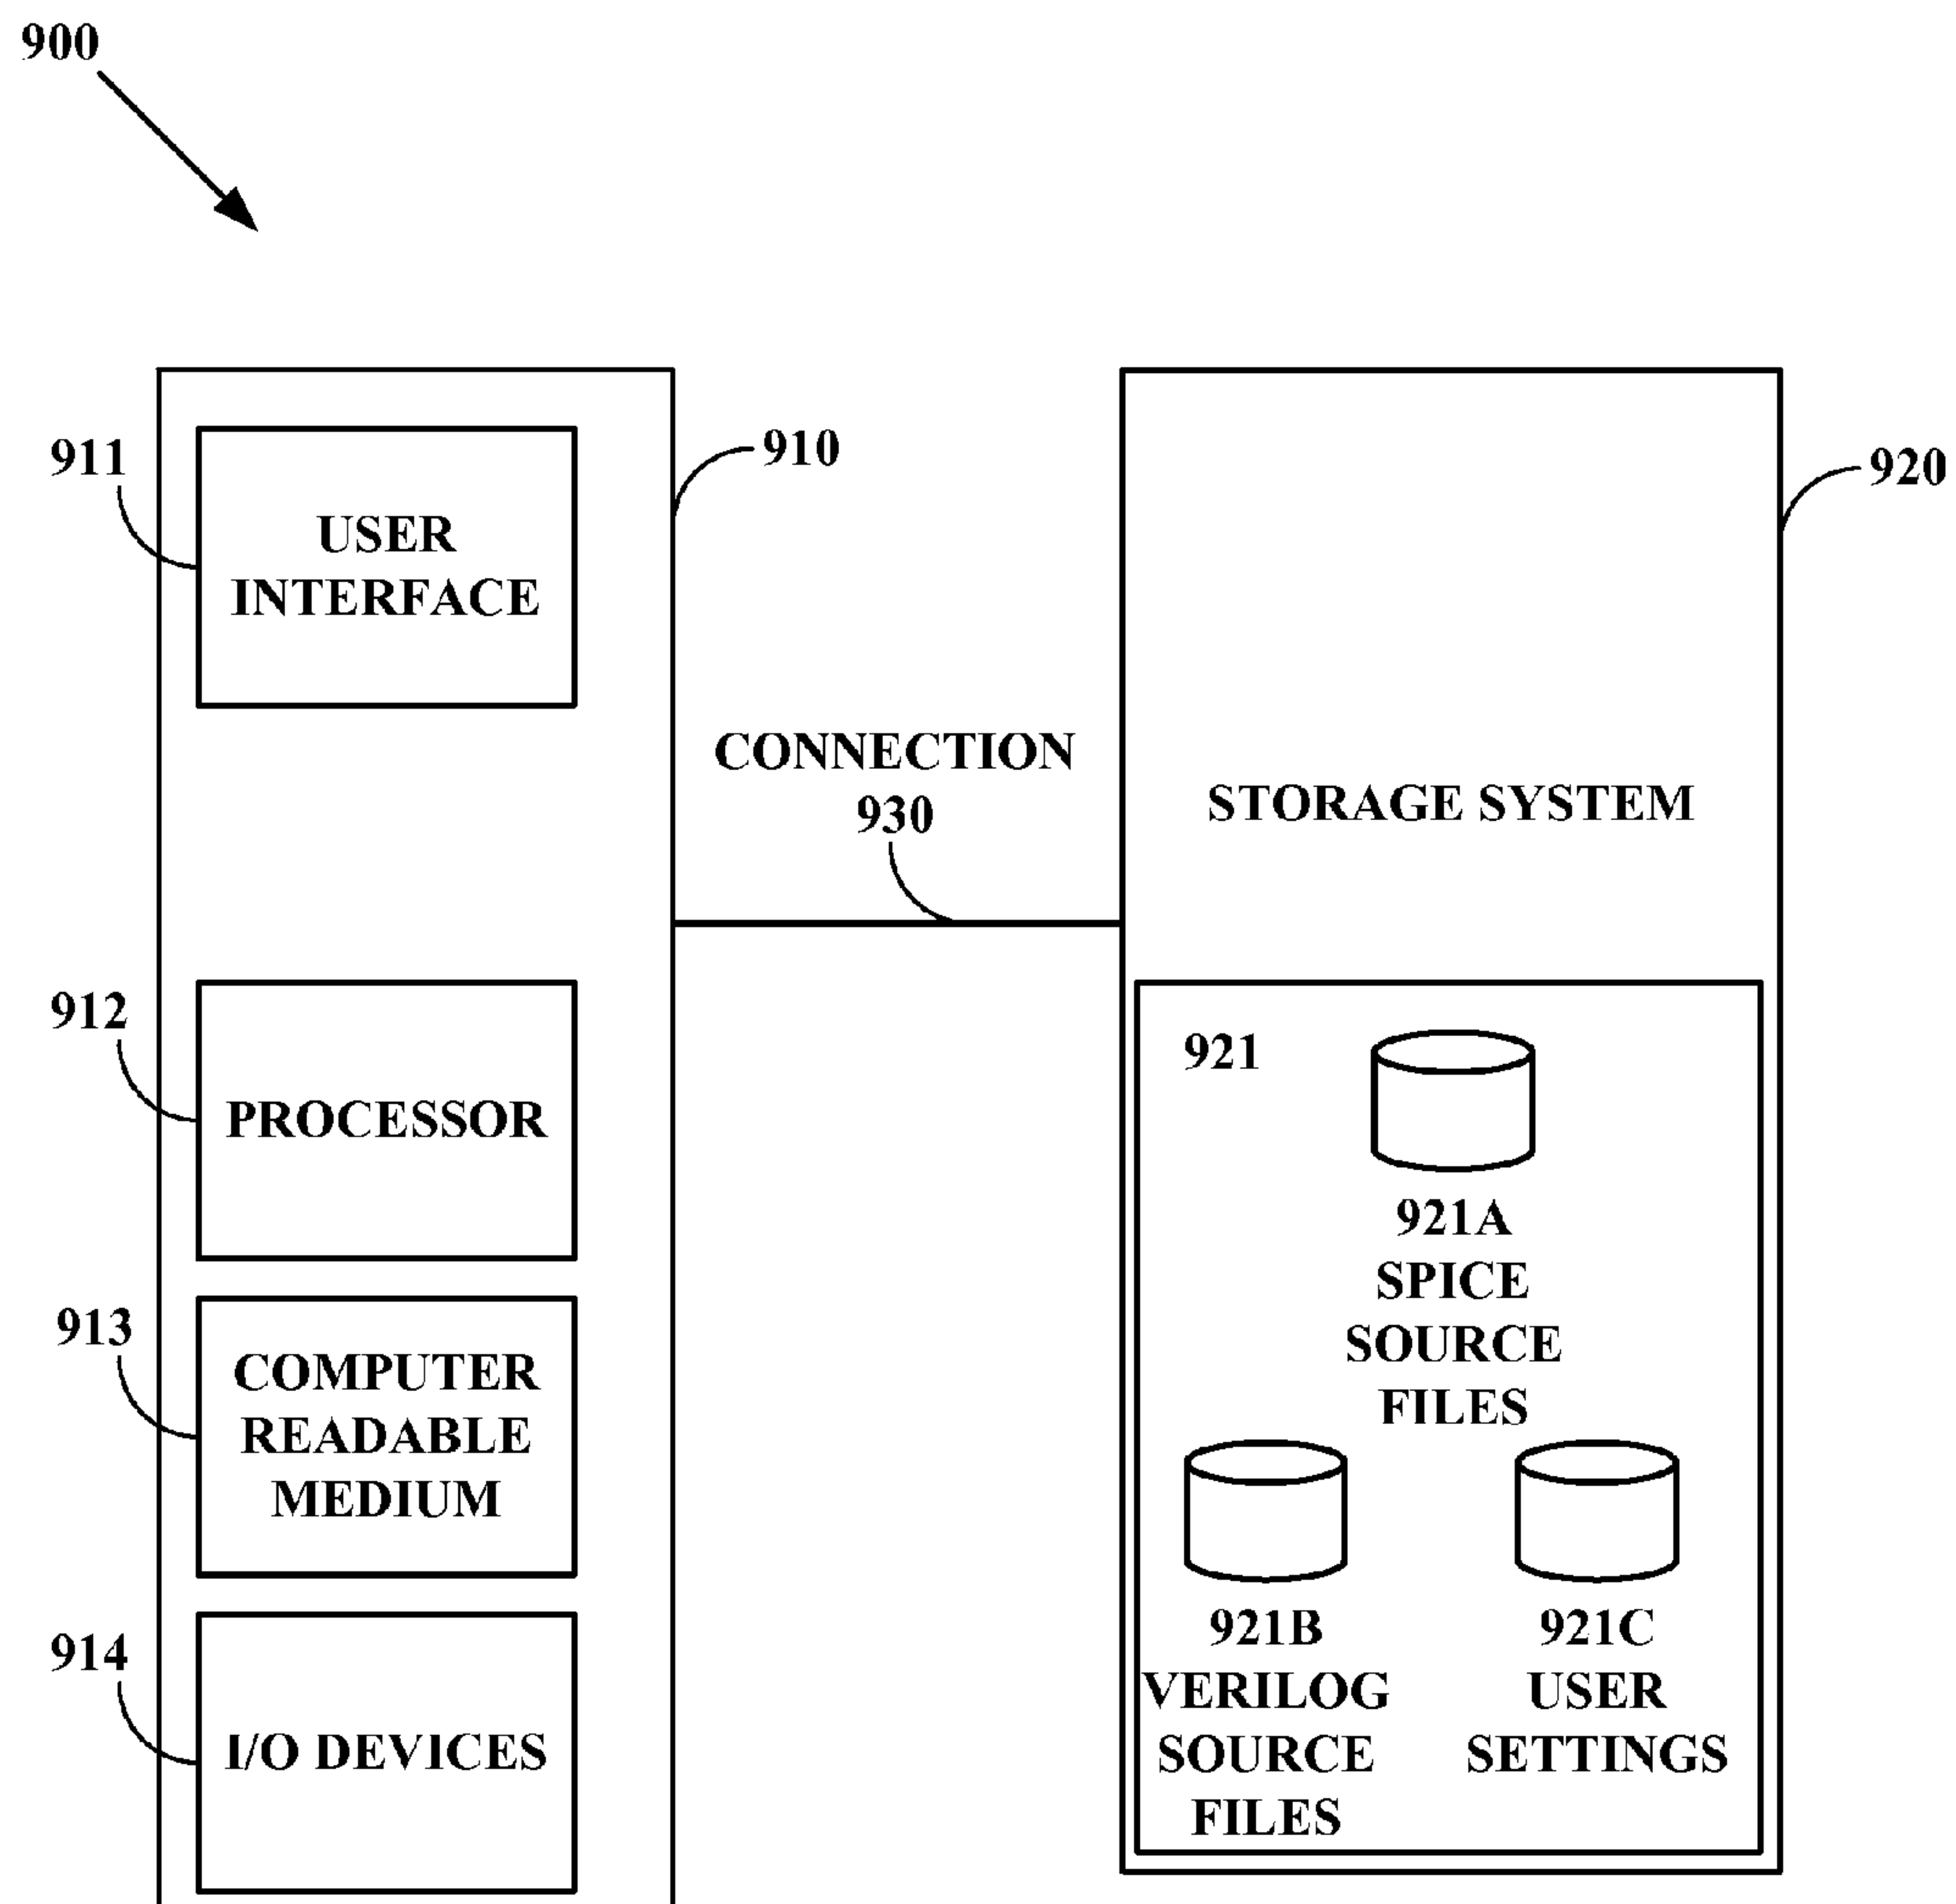 900
911
USER
INTERFACE
910
920
CONNECTION
930
STORAGE SYSTEM
912
PROCESSOR
921
921A
SPICE
SOURCE
FILES
913
COMPUTER
READABLE
MEDIUM
921B
VERILOG
SOURCE
FILES
921C
USER
SETTINGS
914
I/O DEVICES